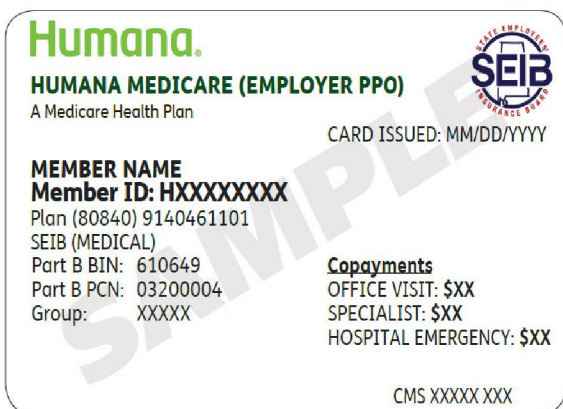 Humana®
STATE EMPLOYEES'
SEIB
INSURANCE BOARD
HUMANA MEDICARE (EMPLOYER PPO)
A Medicare Health Plan
CARD ISSUED: MM/DD/YYYY
MEMBER NAME
Member ID: HXXXXXXXX
Plan (80840) 9140461101
SEIB (MEDICAL)
Part B BIN: 610649
Part B PCN: 03200004
Group: XXXXX
Copayments
OFFICE VISIT: $XX
SPECIALIST: $XX
HOSPITAL EMERGENCY: $XX
CMS XXXXX XXX
SAMPLE